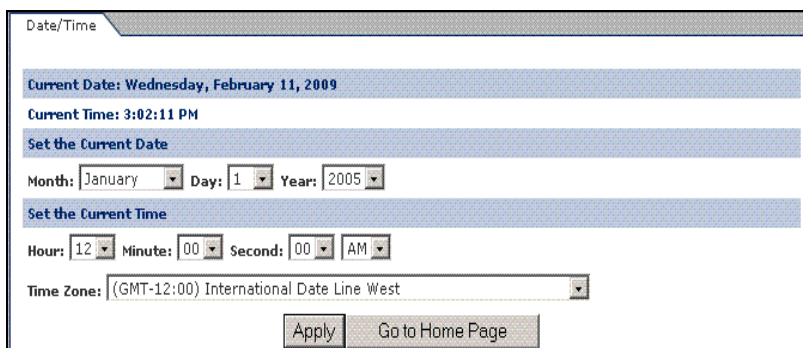 Date/Time
Current Date: Wednesday, February 11, 2009
Current Time: 3:02:11 PM
Set the Current Date
Month: January Day: 1 Year: 2005
Set the Current Time
Hour: 12 Minute: 00 Second: 00 AM
Time Zone: (GMT-12:00) International Date Line West
Apply Go to Home Page